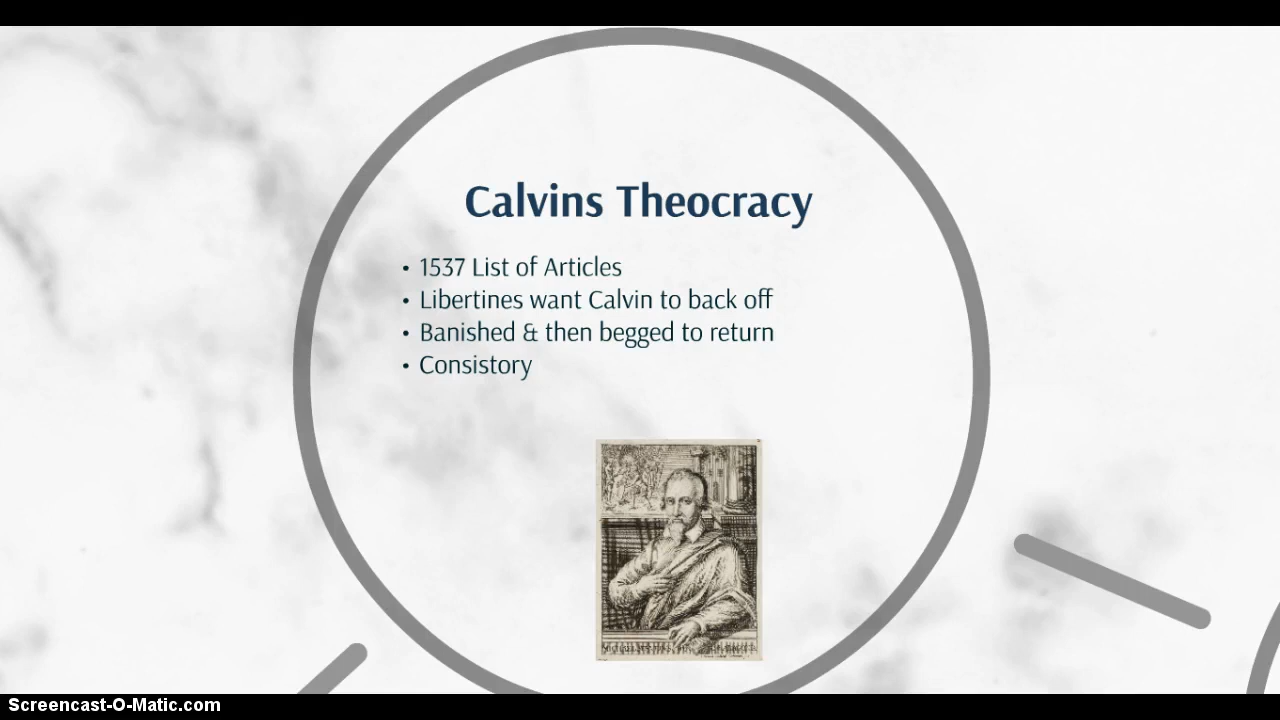 Calvins Theocracy
• 1537 List of Articles
• Libertines want Calvin to back off
• Banished & then begged to return
• Consistory
Screencast-O-Matic.com